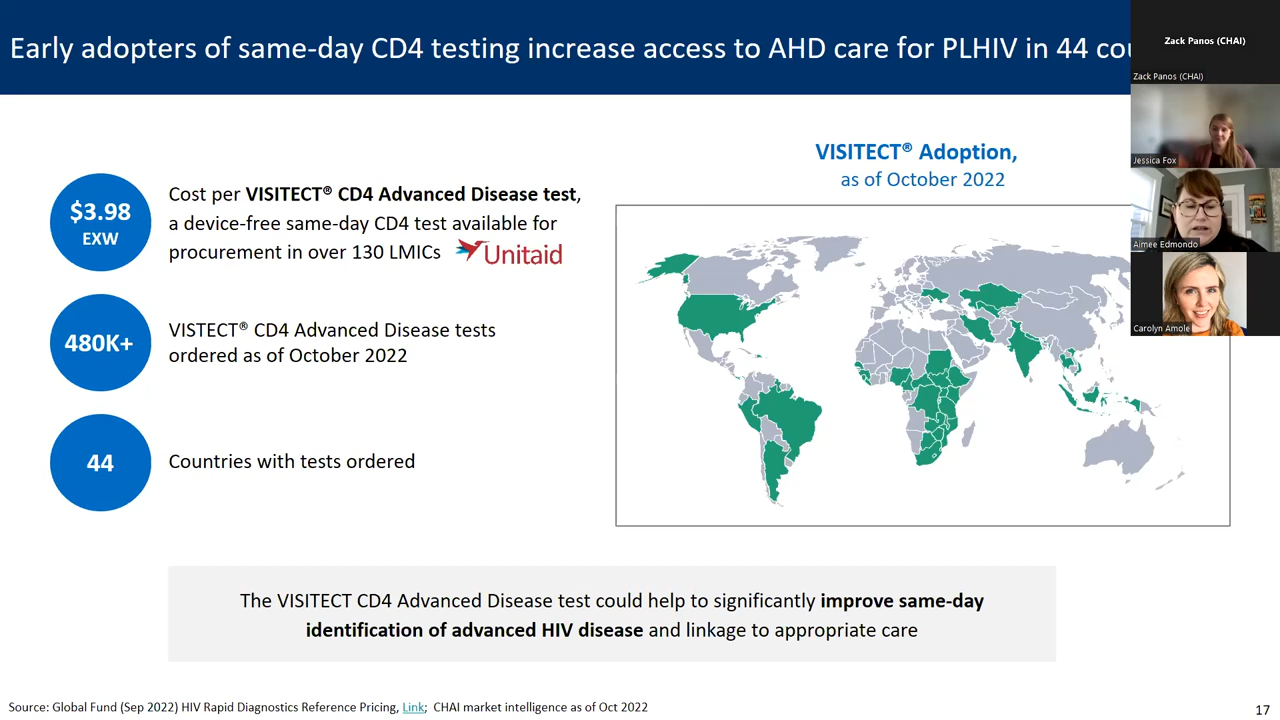 Early adopters of same-day CD4 testing increase access to AHD care for PLHIV in 44
Zack Panos (CHAI)
Zack Panos (CHAI)
Jessica Fox
Aimee Edmondo
Carolyn Amole
$3.98
EXW
Cost per VISITECT® CD4 Advanced Disease test,
a device-free same-day CD4 test available for
procurement in over 130 LMICs
Unitaid
480K+
VISTECT® CD4 Advanced Disease tests
ordered as of October 2022
44
Countries with tests ordered
VISITECT® Adoption,
as of October 2022
The VISITECT CD4 Advanced Disease test could help to significantly improve same-day
identification of advanced HIV disease and linkage to appropriate care
Source: Global Fund (Sep 2022) HIV Rapid Diagnostics Reference Pricing, Link; CHAI market intelligence as of Oct 2022
17